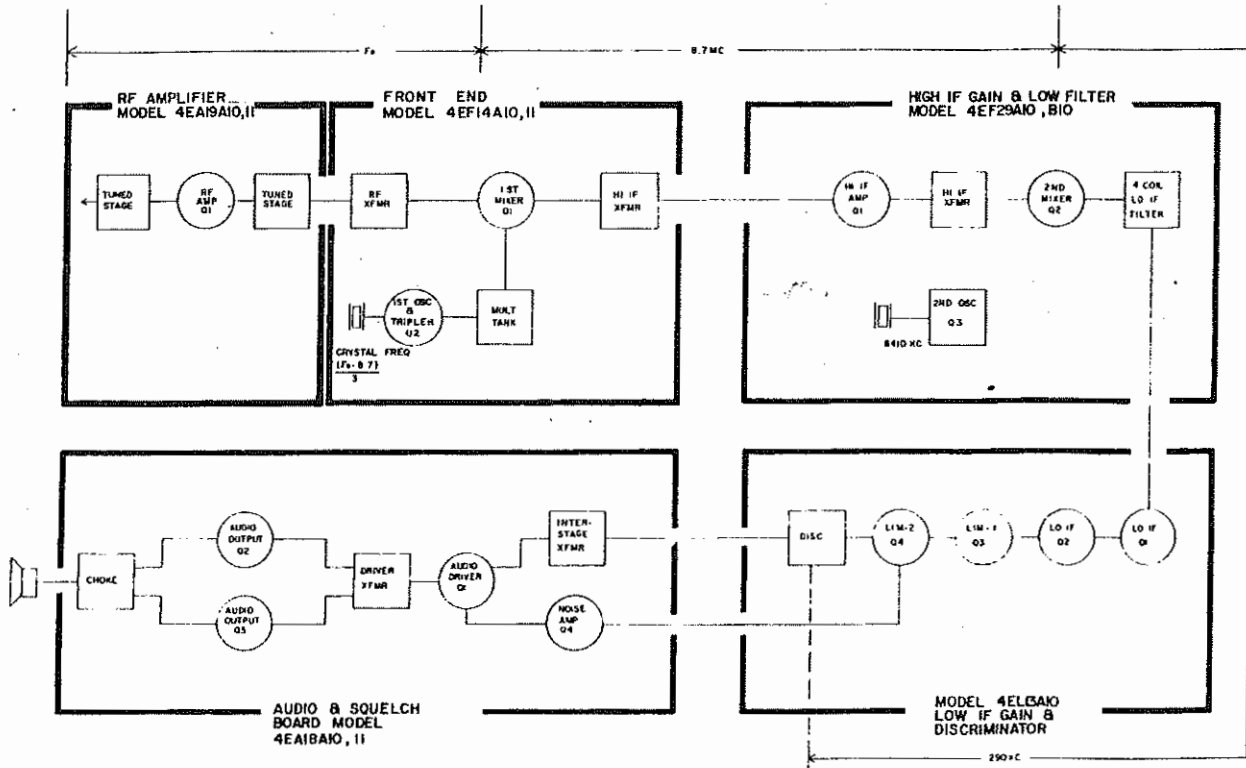 Fo
8.7MC
RF AMPLIFIER
MODEL 4EA19A10,11
FRONT END
MODEL 4EF14A10,11
HIGH IF GAIN & LOW FILTER
MODEL 4EF29A10, B10
TUNED
STAGE
RF
AMP
Q1
TUNED
STAGE
RF
XFMR
1ST
MIXER
Q1
HI IF
XFMR
HI IF
AMP
Q1
HI IF
XFMR
2ND
MIXER
Q2
4 COIL
LO IF
FILTER
1ST OSC
&
TRIPLER
Q2
MULT
TANK
CRYSTAL FREQ
(Fo-8.7)
3
2ND OSC
Q3
8410 KC
CHOKE
AUDIO
OUTPUT
Q2
AUDIO
OUTPUT
Q3
DRIVER
XFMR
AUDIO
DRIVER
Q1
INTER-
STAGE
XFMR
NOISE
AMP
Q4
DISC
LIM-2
Q4
LIM-1
Q3
LO IF
Q2
LO IF
Q1
AUDIO & SQUELCH
BOARD MODEL
4EA18A10, 11
MODEL 4EL13A10
LOW IF GAIN &
DISCRIMINATOR
290KC